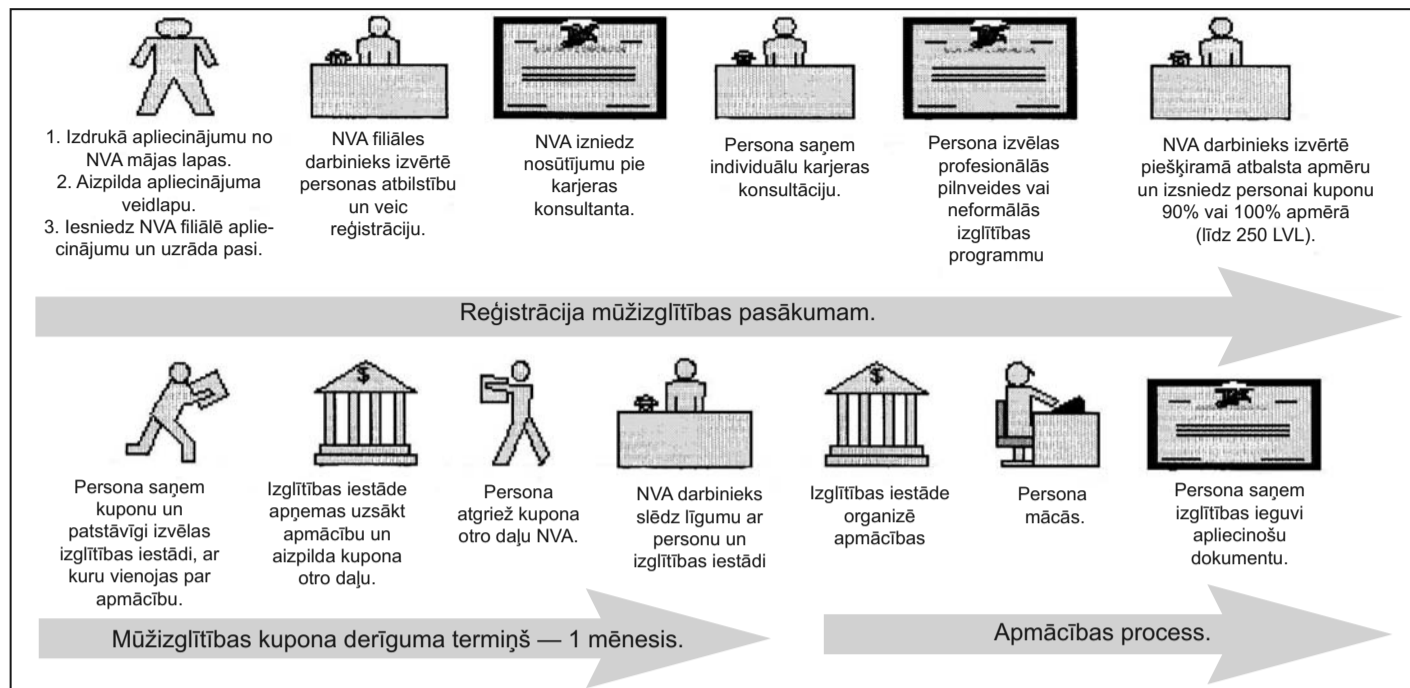 1. Izdrukā apliecinājumu no
NVA mājas lapas.
2. Aizpilda apliecinājuma
veidlapu.
3. Iesniedz NVA filiālē aplie-
cinājumu un uzrāda pasi.
NVA filiāles
darbinieks izvērtē
personas atbilstību
un veic
reģistrāciju.
NVA izniedz
nosūtījumu pie
karjeras
konsultanta.
Persona saņem
individuālu karjeras
konsultāciju.
Persona izvēlas
profesionālās
pilnveides vai
neformālās
izglītības
programmu
NVA darbinieks izvērtē
piešķiramā atbalsta apmēru
un izsniedz personai kuponu
90% vai 100% apmērā
(līdz 250 LVL).
Reģistrācija mūžizglītības pasākumam.
Persona saņem
kuponu un
patstāvīgi izvēlas
izglītības iestādi, ar
kuru vienojas par
apmācību.
$
Izglītības iestāde
apņemas uzsākt
apmācību un
aizpilda kupona
otro daļu.
Persona
atgriež kupona
otro daļu NVA.
NVA darbinieks
slēdz līgumu ar
personu un
izglītības iestādi
$
Izglītības iestāde
organizē
apmācības
Persona
mācās.
Persona saņem
izglītības ieguvi
apliecinošu
dokumentu.
Mūžizglītības kupona derīguma termiņš — 1 mēnesis.
Apmācības process.